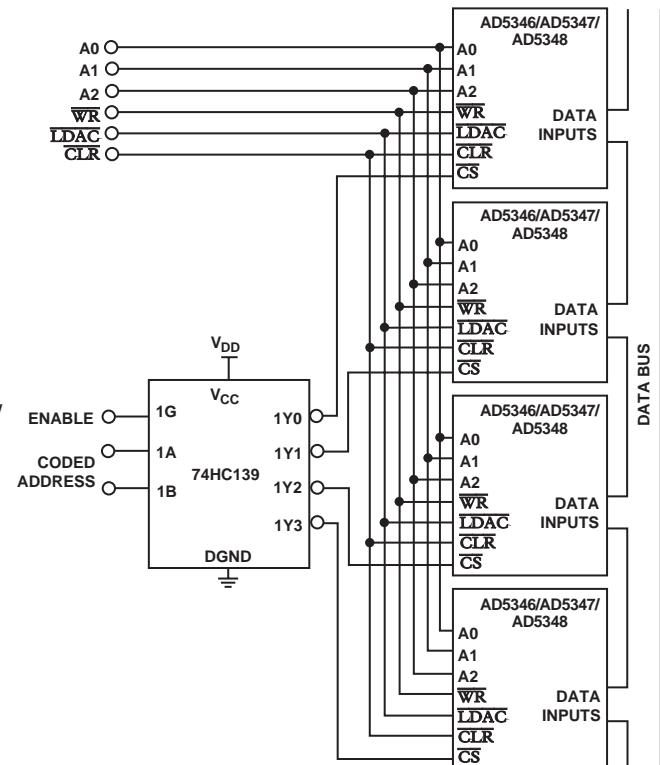 A0
A1
A2
WR
LDAC
CLR
AD5346/AD5347/
AD5348
A0
A1
A2
WR
LDAC
CLR
CS
DATA
INPUTS
AD5346/AD5347/
AD5348
A0
A1
A2
WR
LDAC
CLR
CS
DATA
INPUTS
DATA BUS
VDD
VCC
ENABLE
CODED
ADDRESS
1G
1A
1B
74HC139
1Y0
1Y1
1Y2
1Y3
DGND
AD5346/AD5347/
AD5348
A0
A1
A2
WR
LDAC
CLR
CS
DATA
INPUTS
AD5346/AD5347/
AD5348
A0
A1
A2
WR
LDAC
CLR
CS
DATA
INPUTS